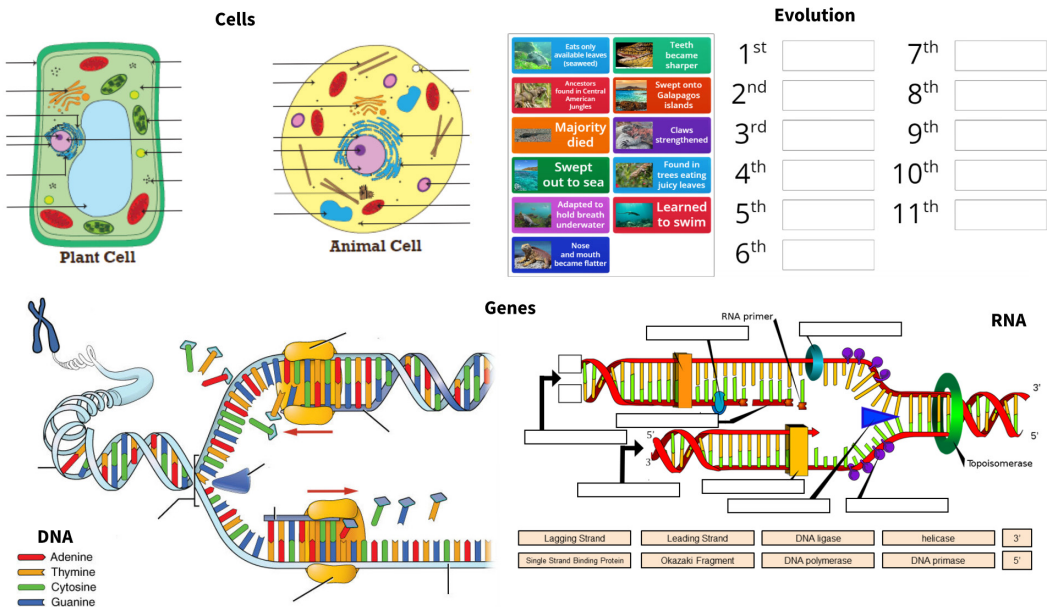 Cells
Plant Cell
Animal Cell
Evolution
Eats only
available leaves
(seaweed)
Teeth
became
sharper
Ancestors
found in Central
American
Jungles
Swept onto
Galapagos
islands
Majority
died
Claws
strengthened
Swept
out to sea
Found in
trees eating
juicy leaves
Adapted to
hold breath
underwater
Learned
to swim
Nose
and mouth
became flatter
1st
2nd
3rd
4th
5th
6th
7th
8th
9th
10th
11th
Genes
DNA
Adenine
Thymine
Cytosine
Guanine
RNA
RNA primer
3'
5'
5'
3'
Topoisomerase
Lagging Strand
Leading Strand
DNA ligase
helicase
3'
Single Strand Binding Protein
Okazaki Fragment
DNA polymerase
DNA primase
5'